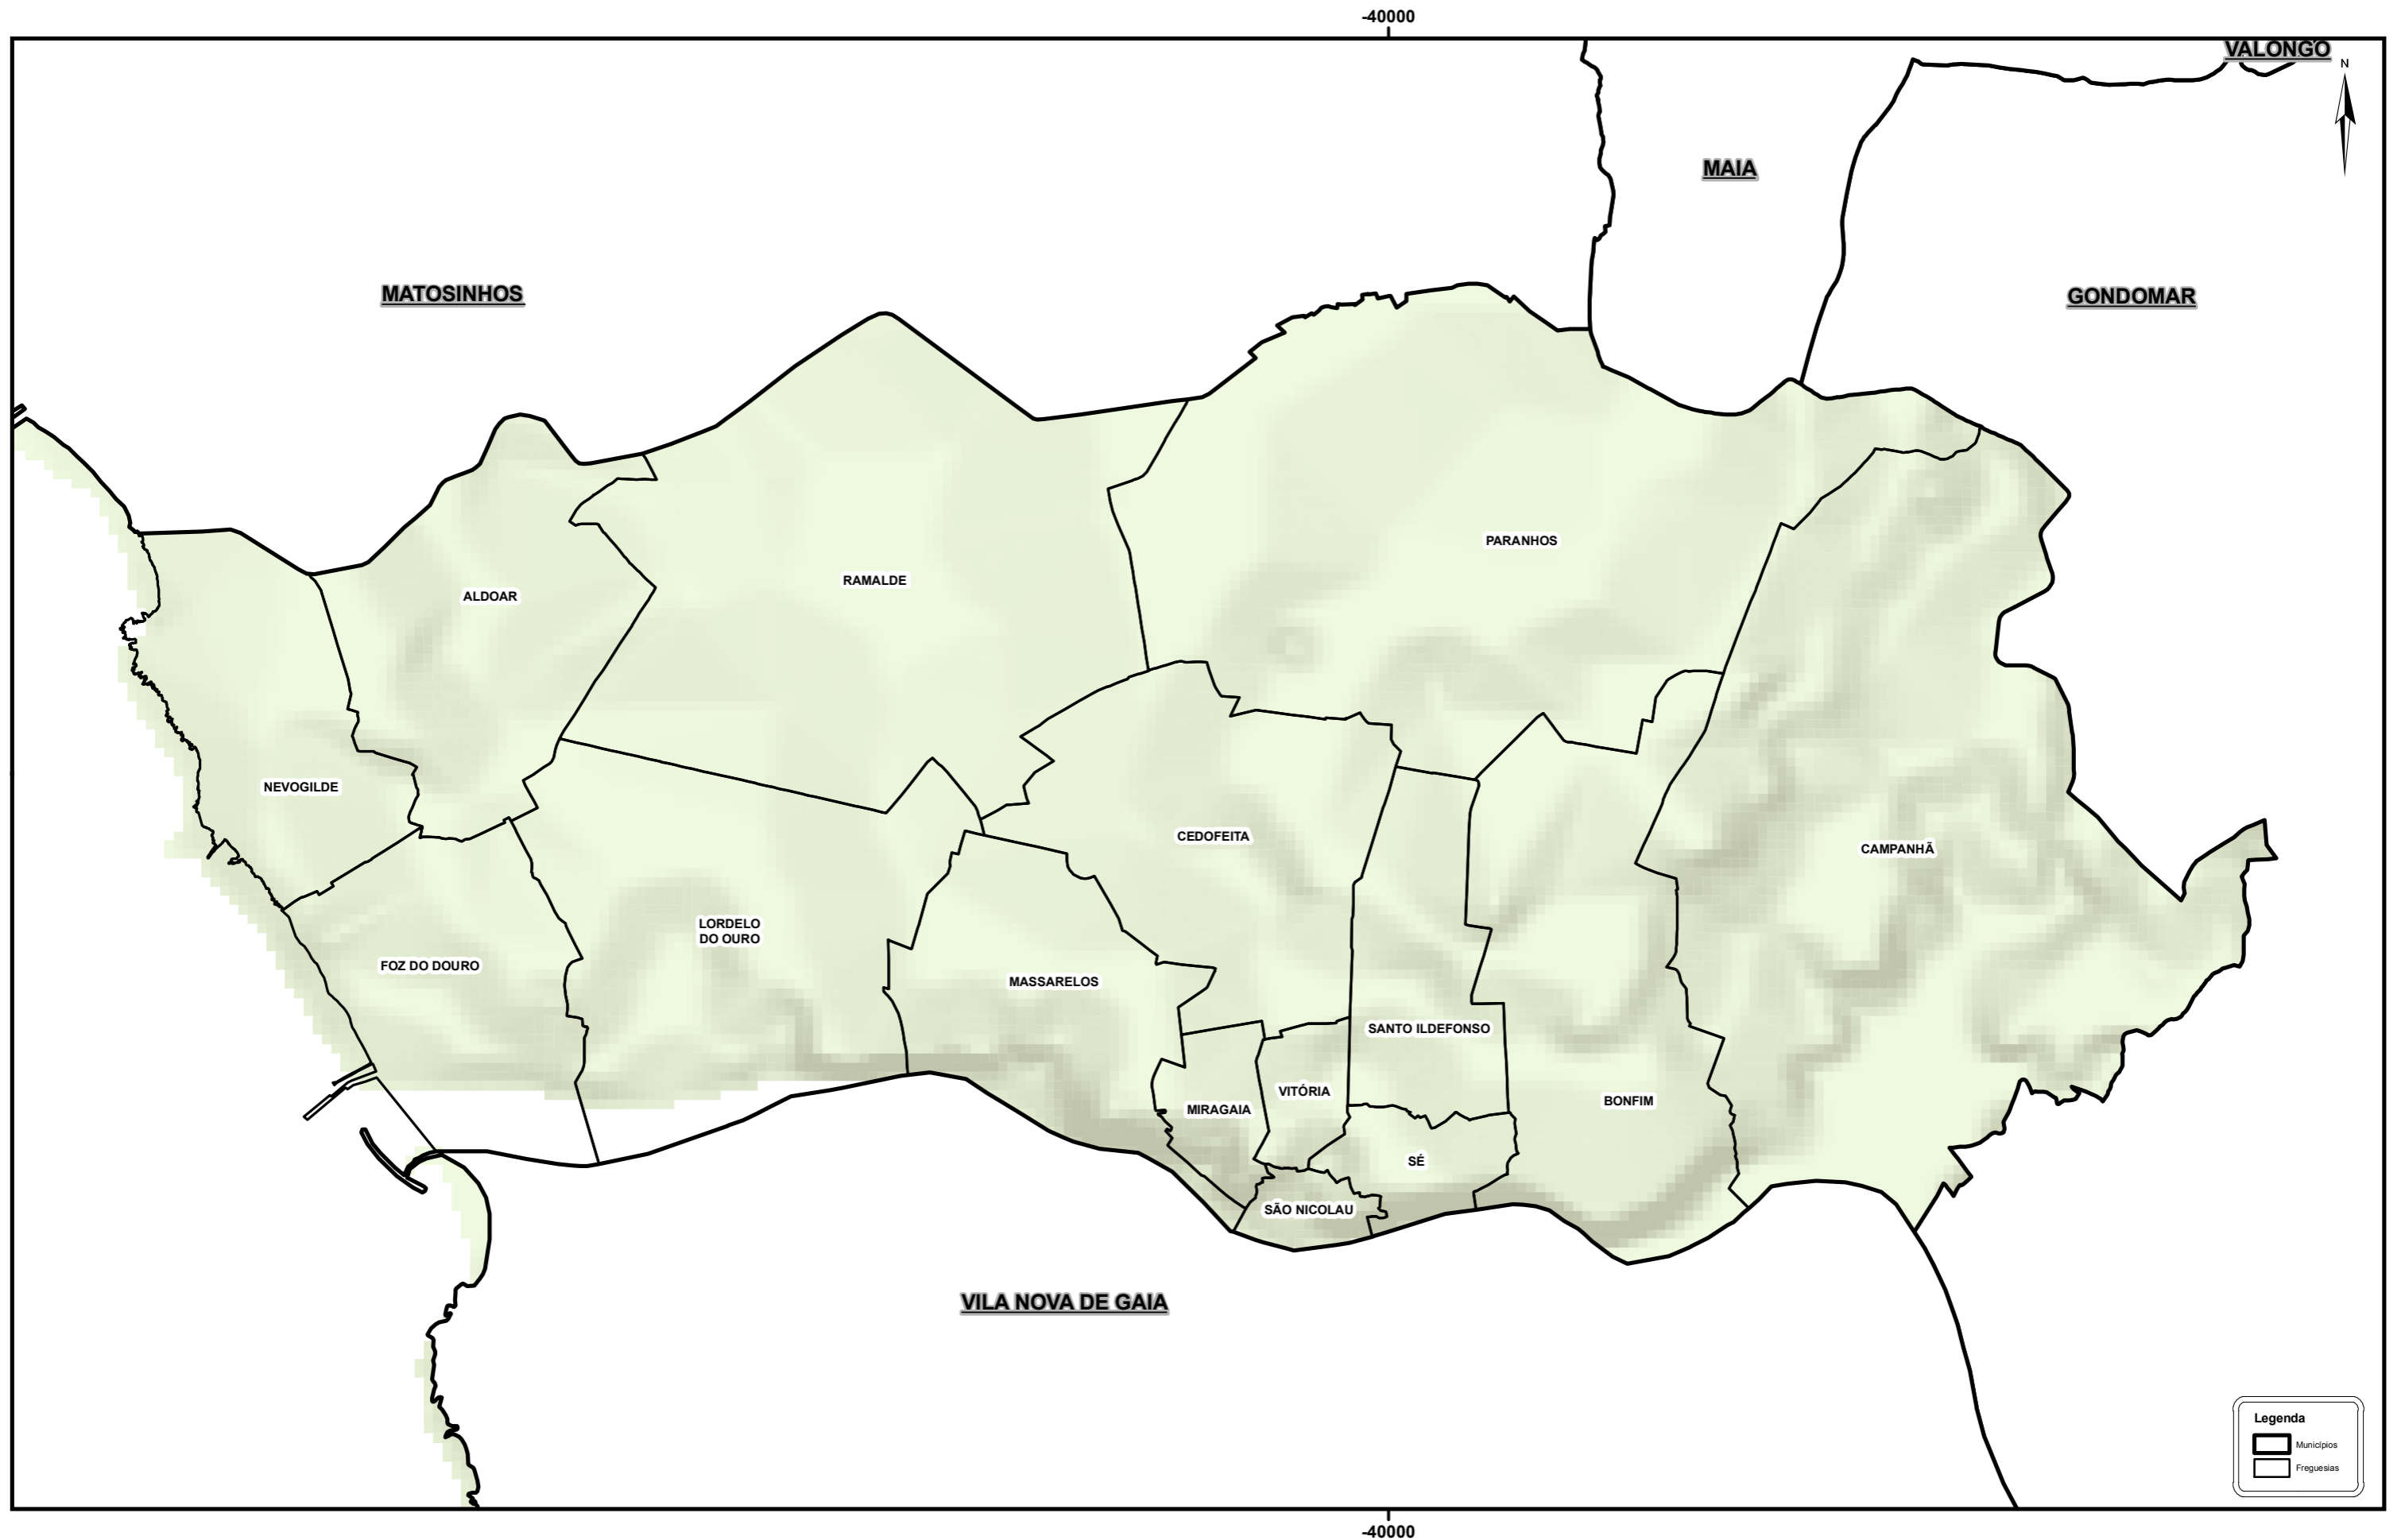 -40000
VALONGO
N
MAIA
MATOSINHOS
GONDOMAR
PARANHOS
RAMALDE
ALDOAR
NEVOGILDE
CEDOFEITA
CAMPANHÃ
LORDELO
DO OURO
FOZ DO DOURO
MASSARELOS
SANTO ILDEFONSO
VITÓRIA
BONFIM
MIRAGAIA
SÉ
SÃO NICOLAU
VILA NOVA DE GAIA
Legenda
Municípios
Freguesias
-40000